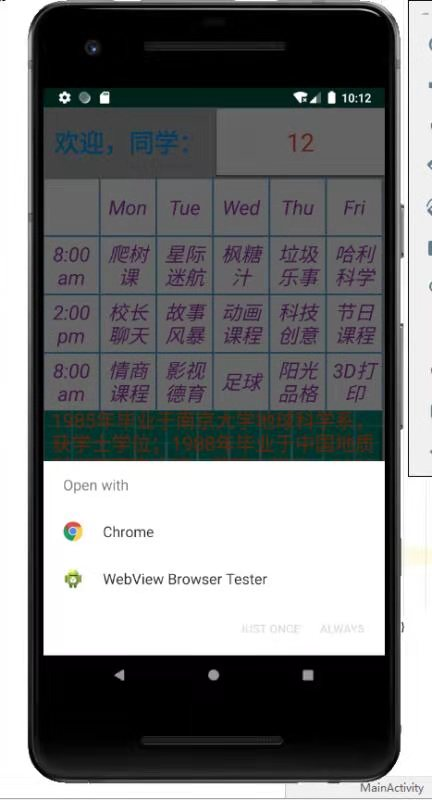 10:12
欢迎，同学：
12
Mon Tue Wed Thu Fri
8:00 am 爬树课 星际迷航 枫糖汁 垃圾乐事 哈利科学
2:00 pm 校长聊天 故事风暴 动画课程 科技创意 节日课程
8:00 am 情商课程 影视德育 足球 阳光品格 3D打印
1985年毕业于南京大学地球科学系，
获学士学位；1988年毕业于中国地质
Open with
Chrome
WebView Browser Tester
JUST ONCE ALWAYS
MainActivity